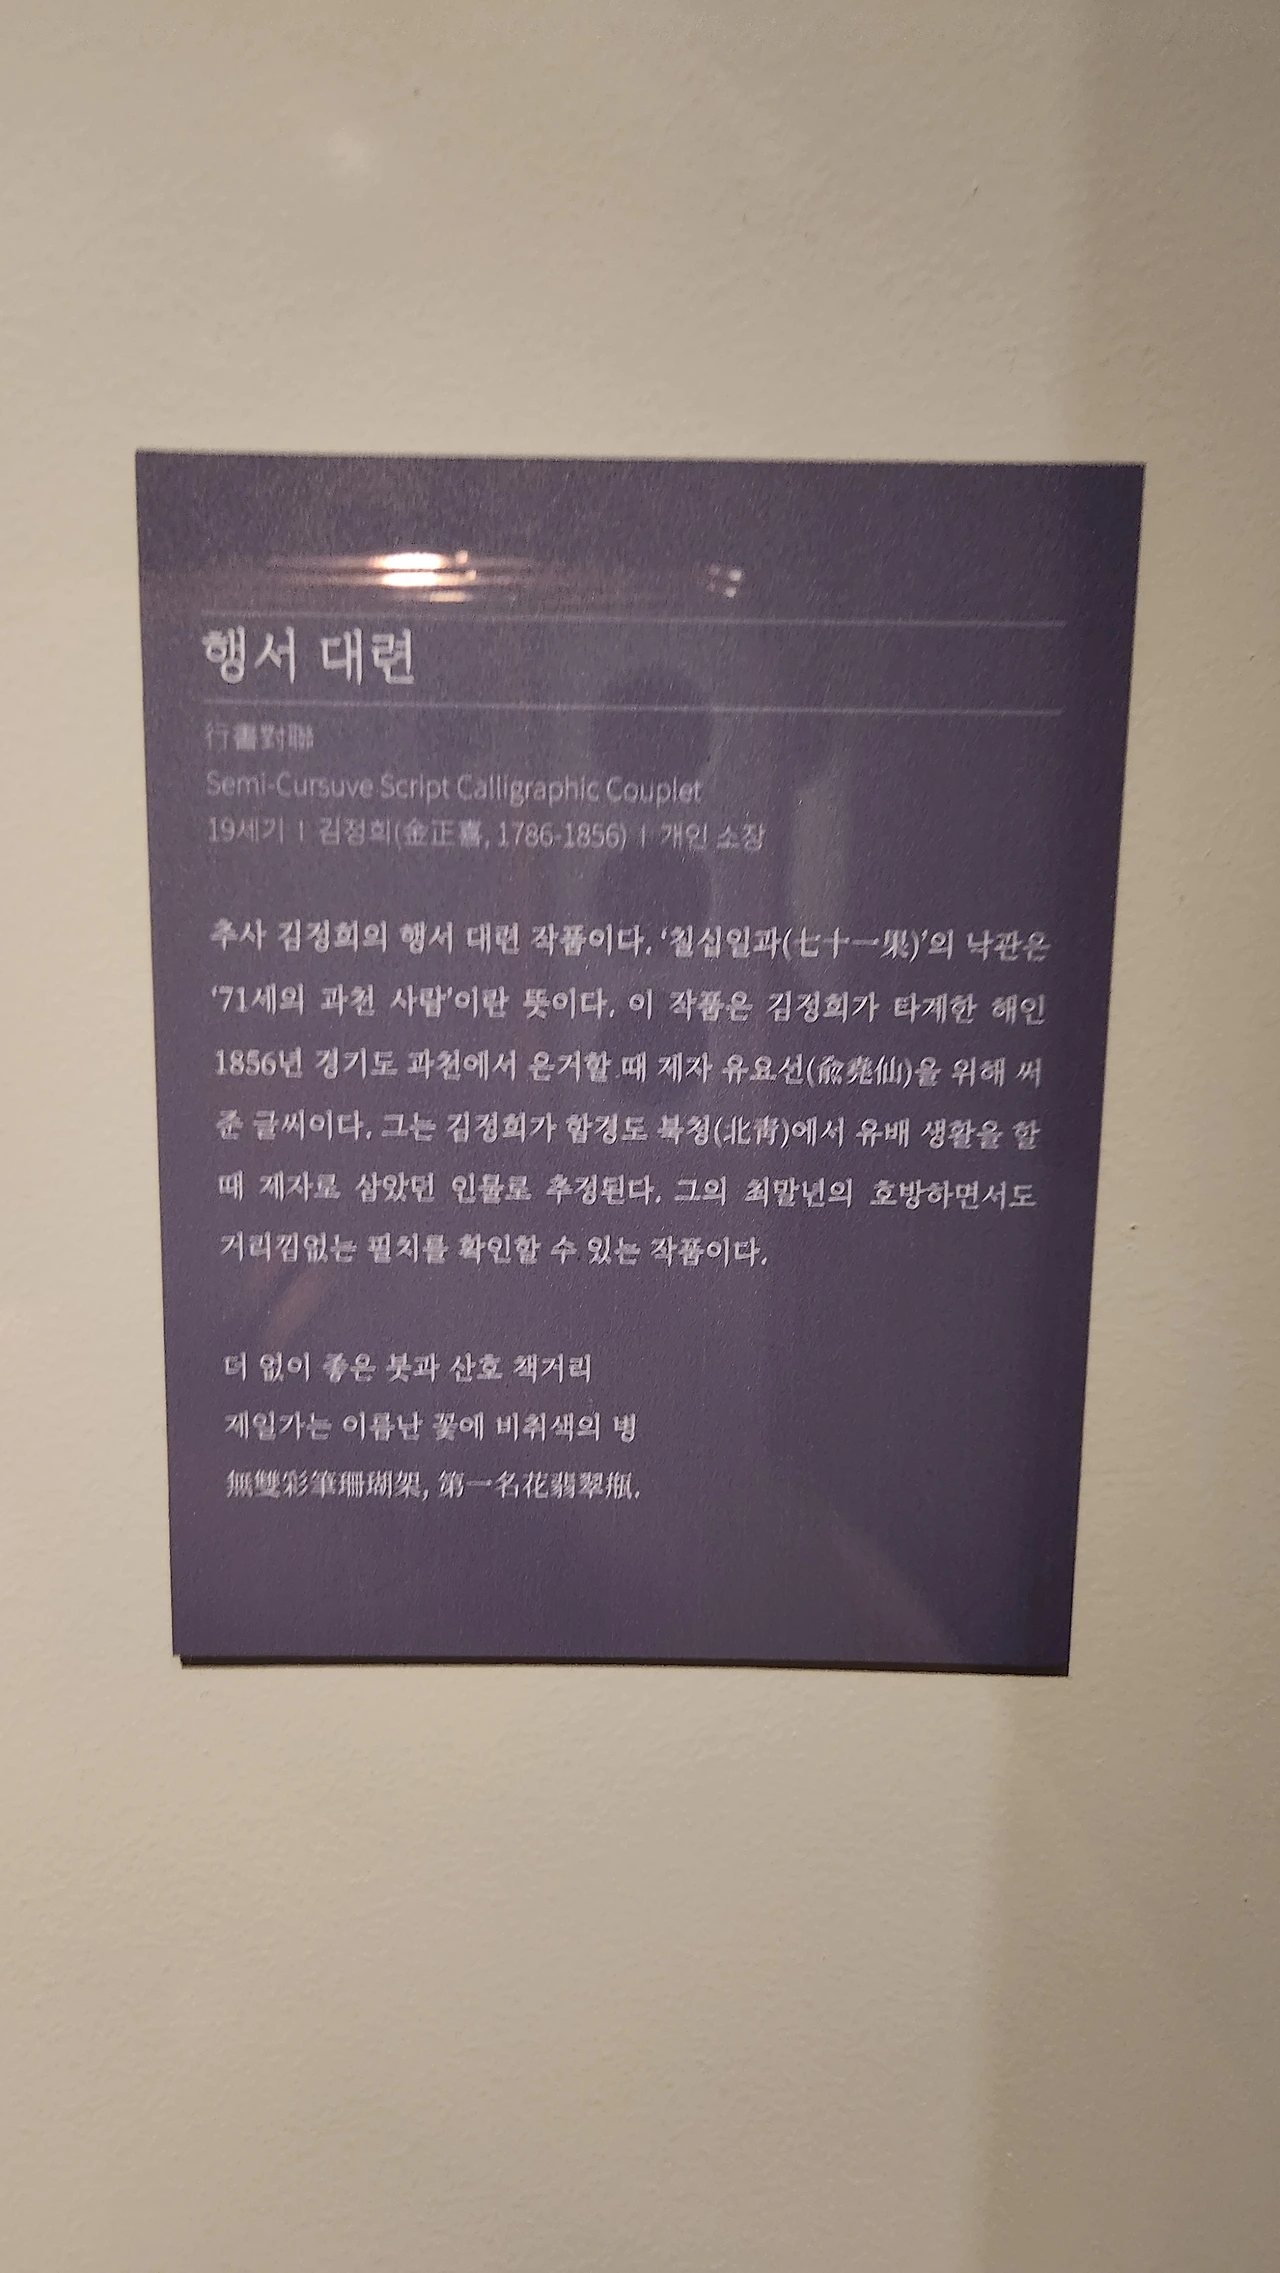 행서 대련
行書對聯
Semi-Cursuve Script Calligraphic Couplet
19세기 | 김정희(金正喜, 1786-1856) | 개인 소장
추사 김정희의 행서 대련 작품이다. ‘칠십일과(七十一果)’의 낙관은
‘71세의 과천 사람’이란 뜻이다. 이 작품은 김정희가 타계한 해인
1856년 경기도 과천에서 은거할 때 제자 유요선(兪堯仙)을 위해 써
준 글씨이다. 그는 김정희가 함경도 북청(北靑)에서 유배 생활을 할
때 제자로 삼았던 인물로 추정된다. 그의 최말년의 호방하면서도
거리낌없는 필치를 확인할 수 있는 작품이다.
더 없이 좋은 붓과 산호 책거리
제일가는 이름난 꽃에 비취색의 병
無雙彩筆珊瑚架, 第一名花翡翠甁.